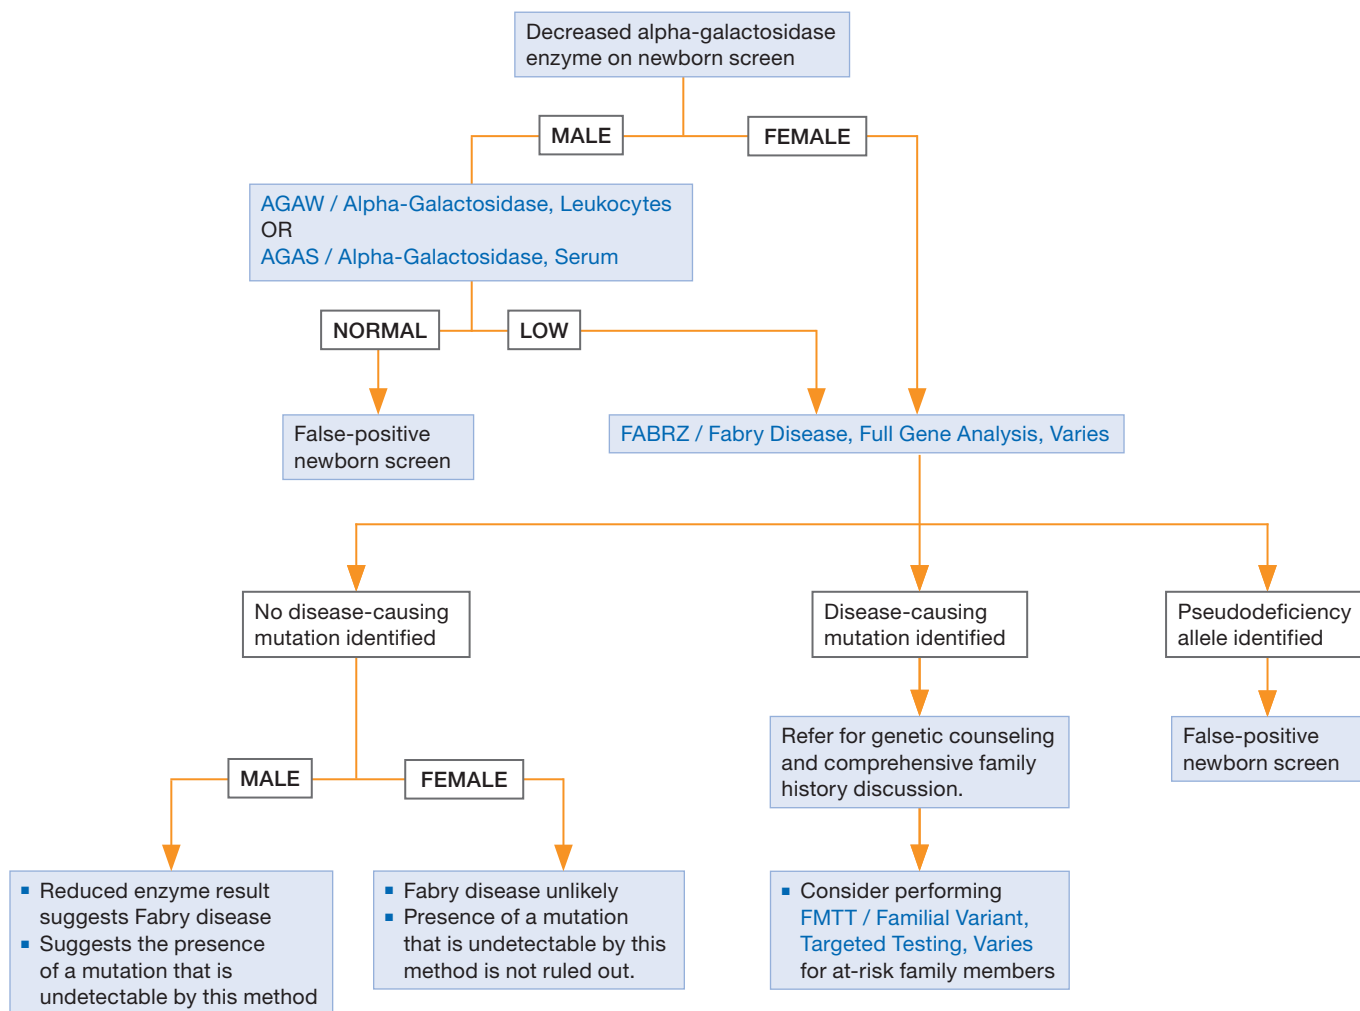 Decreased alpha-galactosidase
enzyme on newborn screen
MALE
FEMALE
AGAW / Alpha-Galactosidase, Leukocytes
OR
AGAS / Alpha-Galactosidase, Serum
NORMAL
LOW
False-positive
newborn screen
FABRZ / Fabry Disease, Full Gene Analysis, Varies
No disease-causing
mutation identified
Disease-causing
mutation identified
Pseudodeficiency
allele identified
MALE
FEMALE
Refer for genetic counseling
and comprehensive family
history discussion.
False-positive
newborn screen
▪ Reduced enzyme result
suggests Fabry disease
▪ Suggests the presence
of a mutation that is
undetectable by this method
▪ Fabry disease unlikely
▪ Presence of a mutation
that is undetectable by this
method is not ruled out.
▪ Consider performing
FMTT / Familial Variant,
Targeted Testing, Varies
for at-risk family members